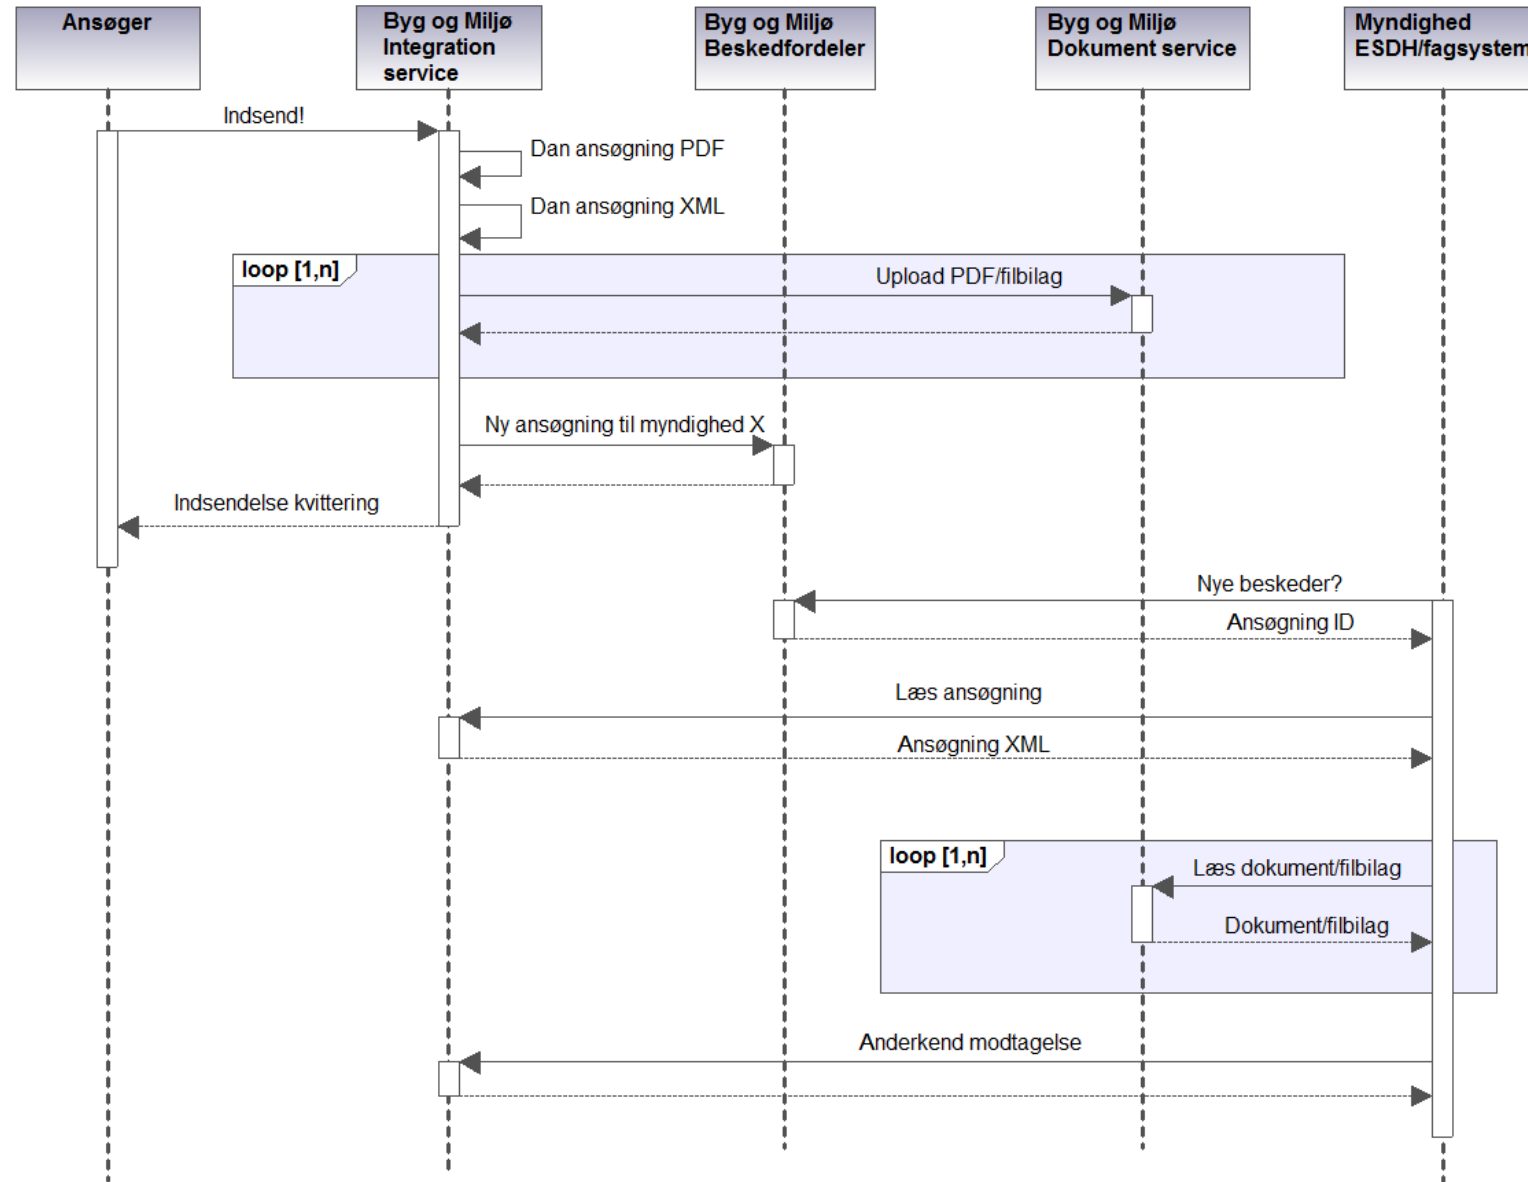 Ansøger
Byg og Miljø
Integration
service
Byg og Miljø
Beskedfordeler
Byg og Miljø
Dokument service
Myndighed
ESDH/fagsystem
Indsend!
Dan ansøgning PDF
Dan ansøgning XML
loop [1,n]
Upload PDF/filbilag
Ny ansøgning til myndighed X
Indsendelse kvittering
Nye beskeder?
Ansøgning ID
Læs ansøgning
Ansøgning XML
loop [1,n]
Læs dokument/filbilag
Dokument/filbilag
Anderkend modtagelse